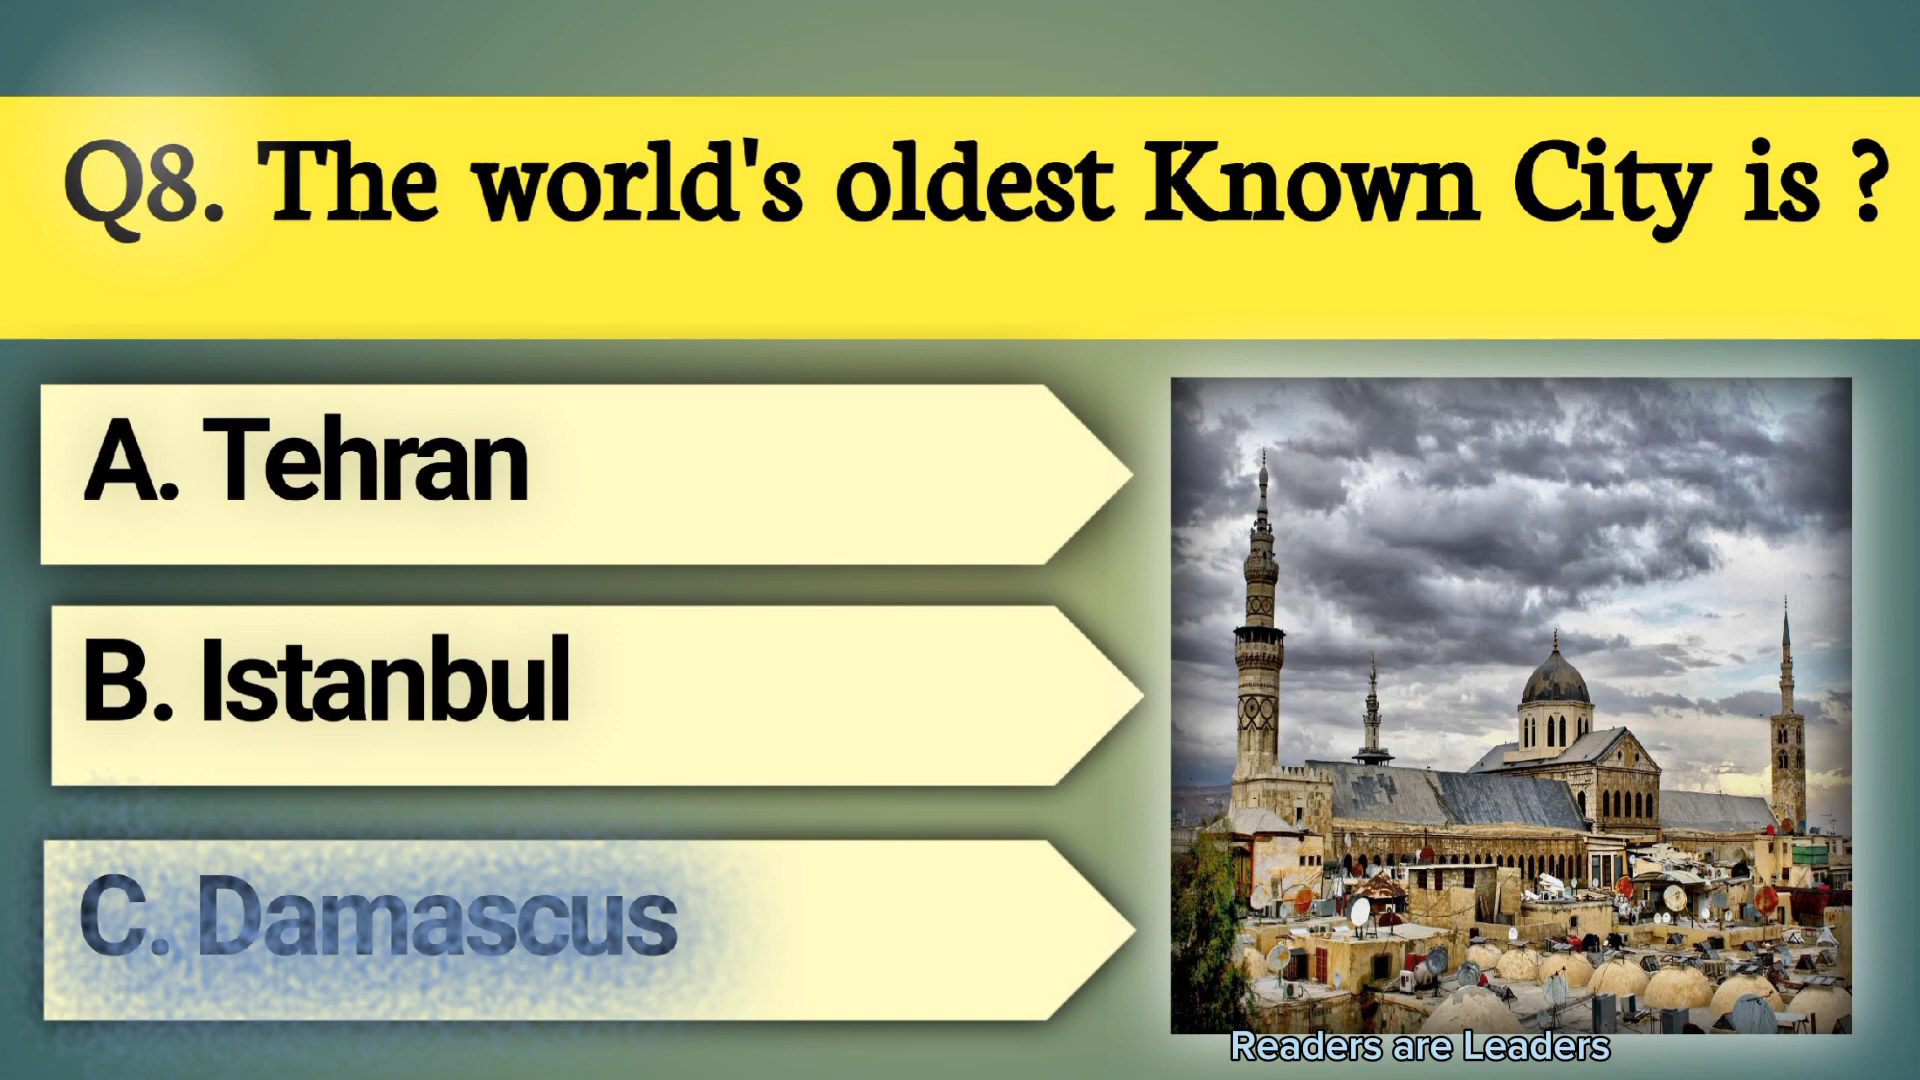 Q8. The world's oldest Known City is ?
A. Tehran
B. Istanbul
C. Damascus
Readers are Leaders